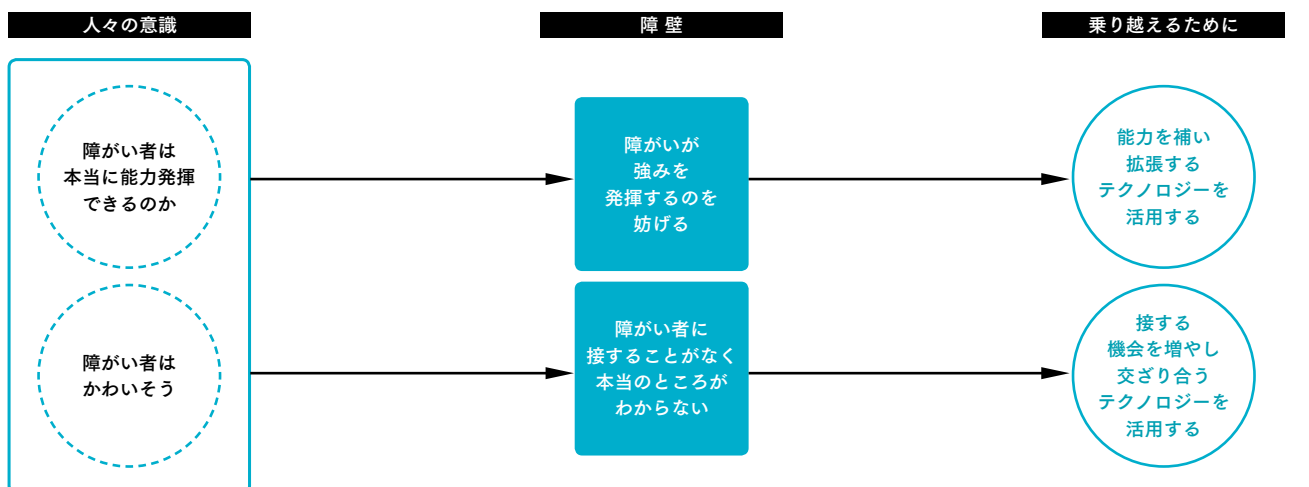 人々の意識
障壁
乗り越えるために
障がい者は
本当に能力発揮
できるのか
障がいが
強みを
発揮するのを
妨げる
能力を補い
拡張する
テクノロジーを
活用する
障がい者は
かわいそう
障がい者に
接することがなく
本当のところが
わからない
接する
機会を増やし
交ざり合う
テクノロジーを
活用する